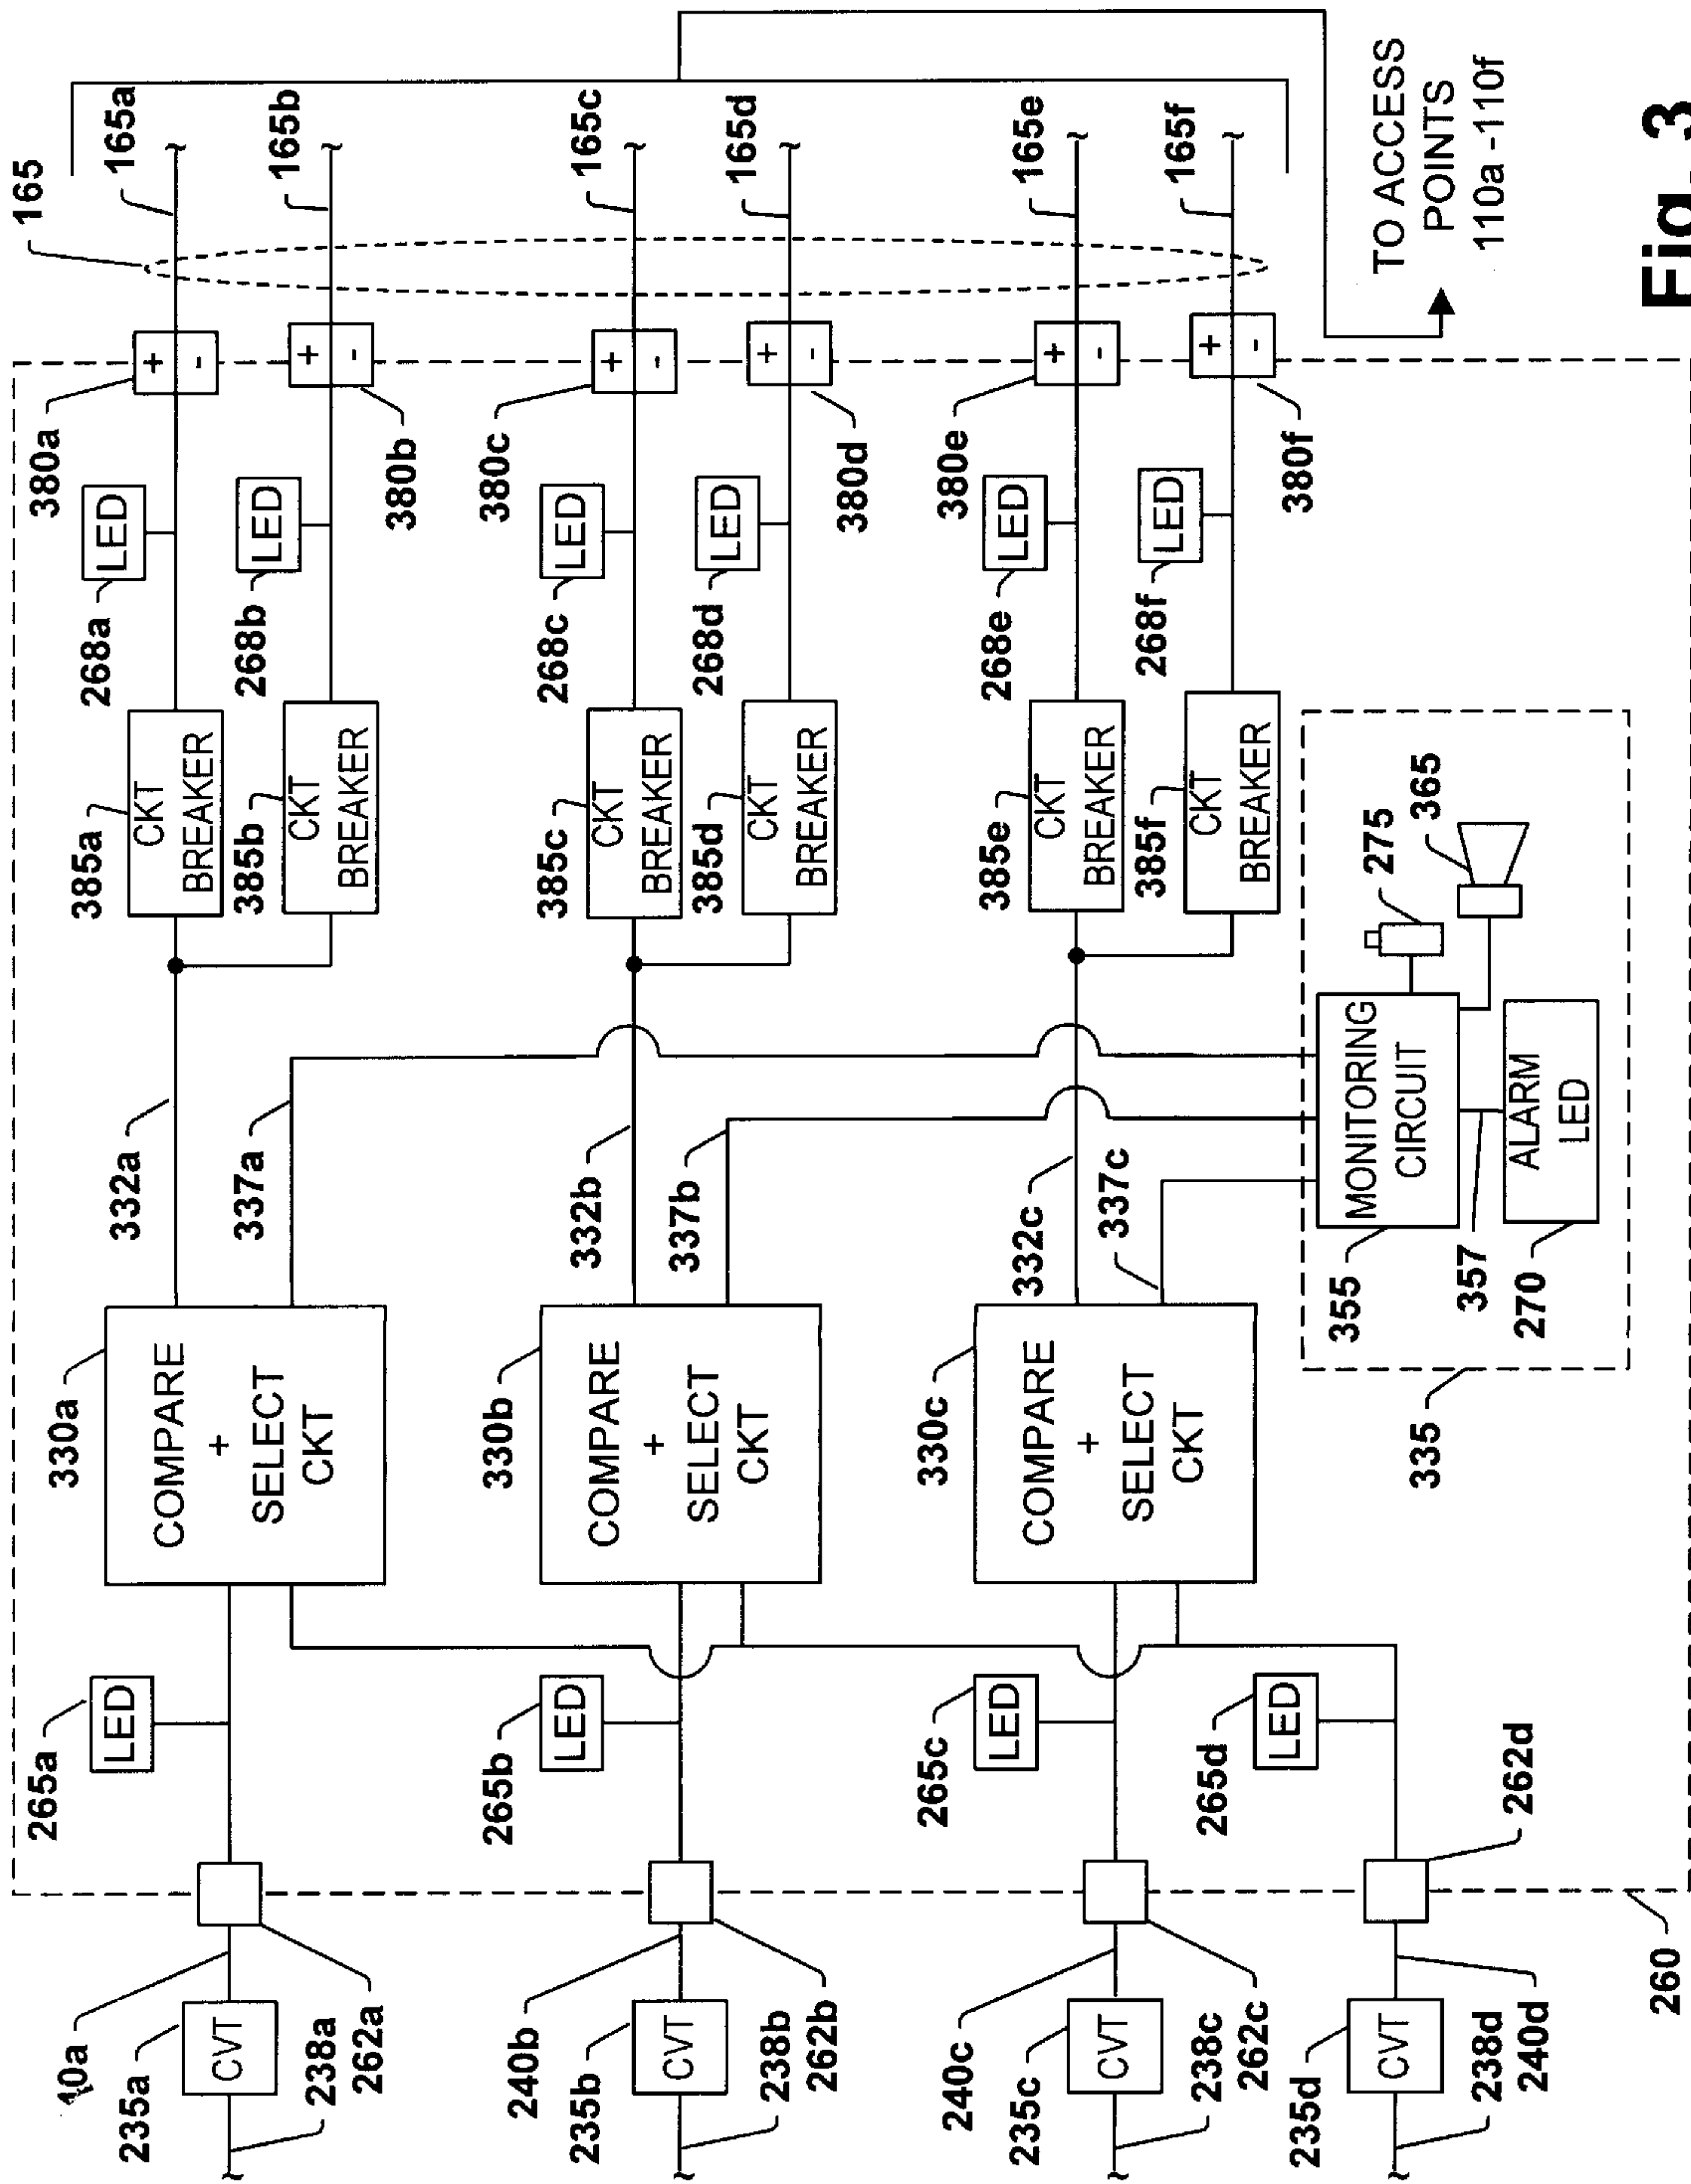 165
165a
165b
165c
165d
165e
165f
TO ACCESS
POINTS
110a -110f
Fig. 3
380a
+
-
380b
+
-
380c
+
-
380d
+
-
380e
+
-
380f
+
-
268a
LED
268b
LED
268c
LED
268d
LED
268e
LED
268f
LED
385a
CKT
BREAKER
385b
CKT
BREAKER
385c
CKT
BREAKER
385d
CKT
BREAKER
385e
CKT
BREAKER
385f
CKT
BREAKER
332a
337a
332b
337b
332c
337c
275
365
MONITORING
CIRCUIT
355
357
ALARM
LED
270
335
330a
COMPARE
+
SELECT
CKT
330b
COMPARE
+
SELECT
CKT
330c
COMPARE
+
SELECT
CKT
265a
LED
265b
LED
265c
LED
265d
LED
40a
235a
CVT
238a
262a
240b
235b
CVT
238b
262b
240c
235c
CVT
238c
262c
235d
CVT
238d
240d
262d
260